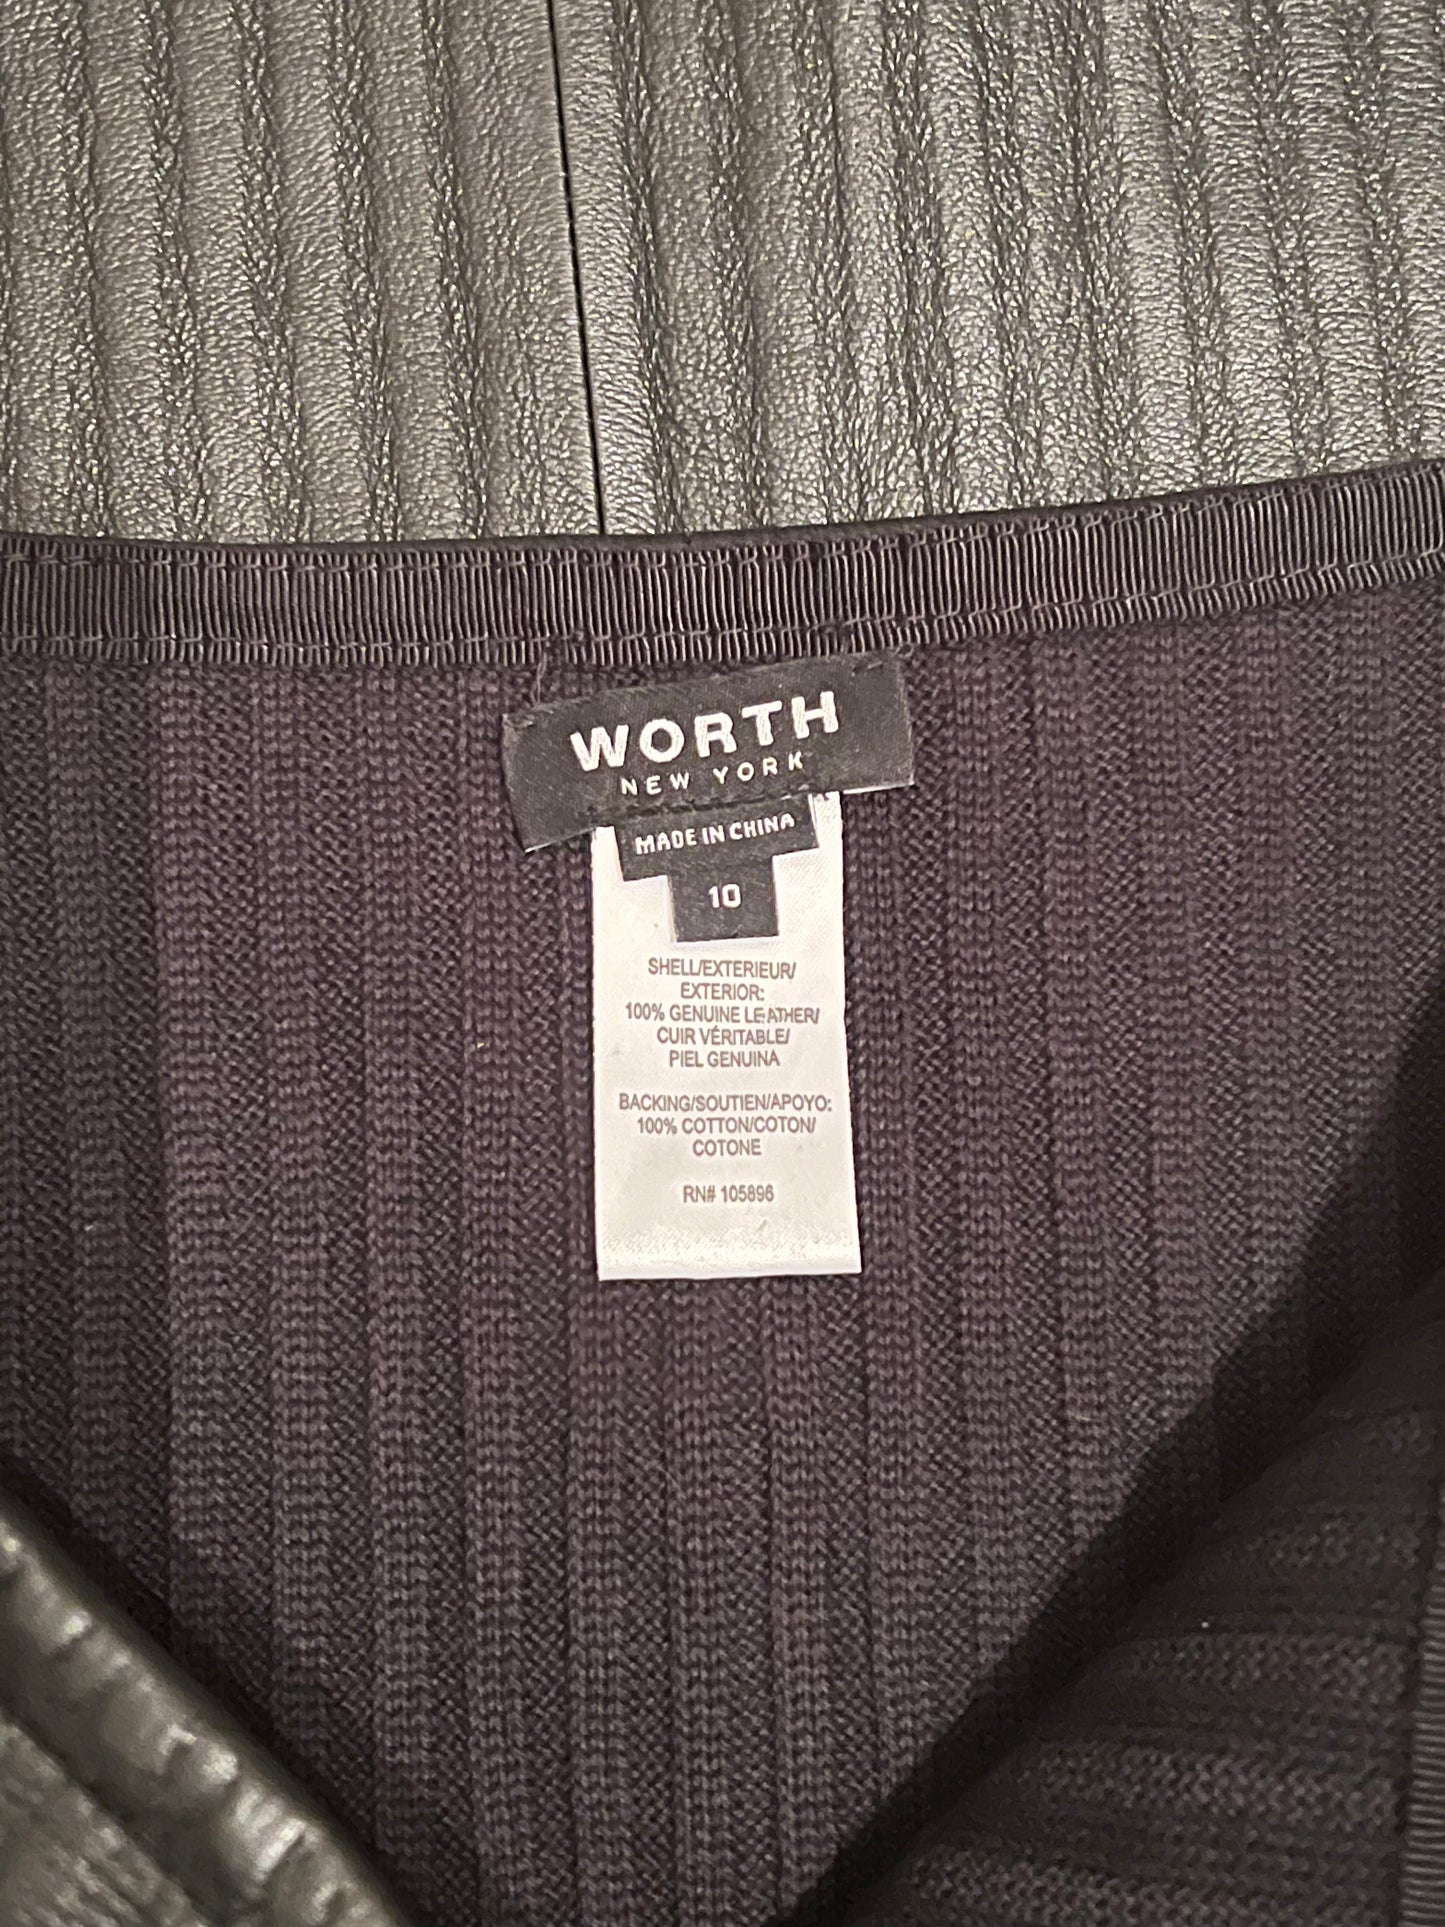 WORTH
NEW YORK
MADE IN CHINA
10
SHELL/EXTERIEUR/
EXTERIOR:
100% GENUINE LEATHER/
CUIR VÉRITABLE/
PIEL GENUINA
BACKING/SOUTIEN/APOYO:
100% COTTON/COTON/
COTONE
RN# 105896